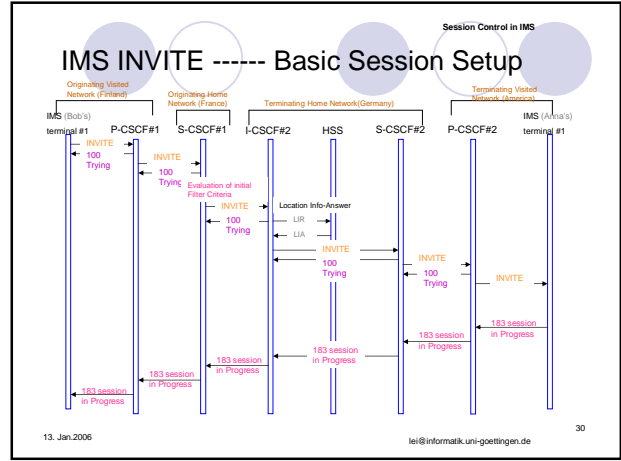 Session Control in IMS
IMS INVITE ------ Basic Session Setup
Originating Visited
Network (Finland)
Originating Home
Network (France)
Terminating Home Network(Germany)
Terminating Visited
Network (America)
IMS (Bob's)
terminal #1
P-CSCF#1
S-CSCF#1
I-CSCF#2
HSS
S-CSCF#2
P-CSCF#2
IMS (Anna's)
terminal #1
INVITE
100
Trying
INVITE
100
Trying
Evaluation of initial
Filter Criteria
INVITE
100
Trying
Location Info-Answer
LIR
LIA
INVITE
100
Trying
INVITE
100
Trying
INVITE
183 session
in Progress
183 session
in Progress
183 session
in Progress
183 session
in Progress
183 session
in Progress
13. Jan.2006
lei@informatik.uni-goettingen.de
30